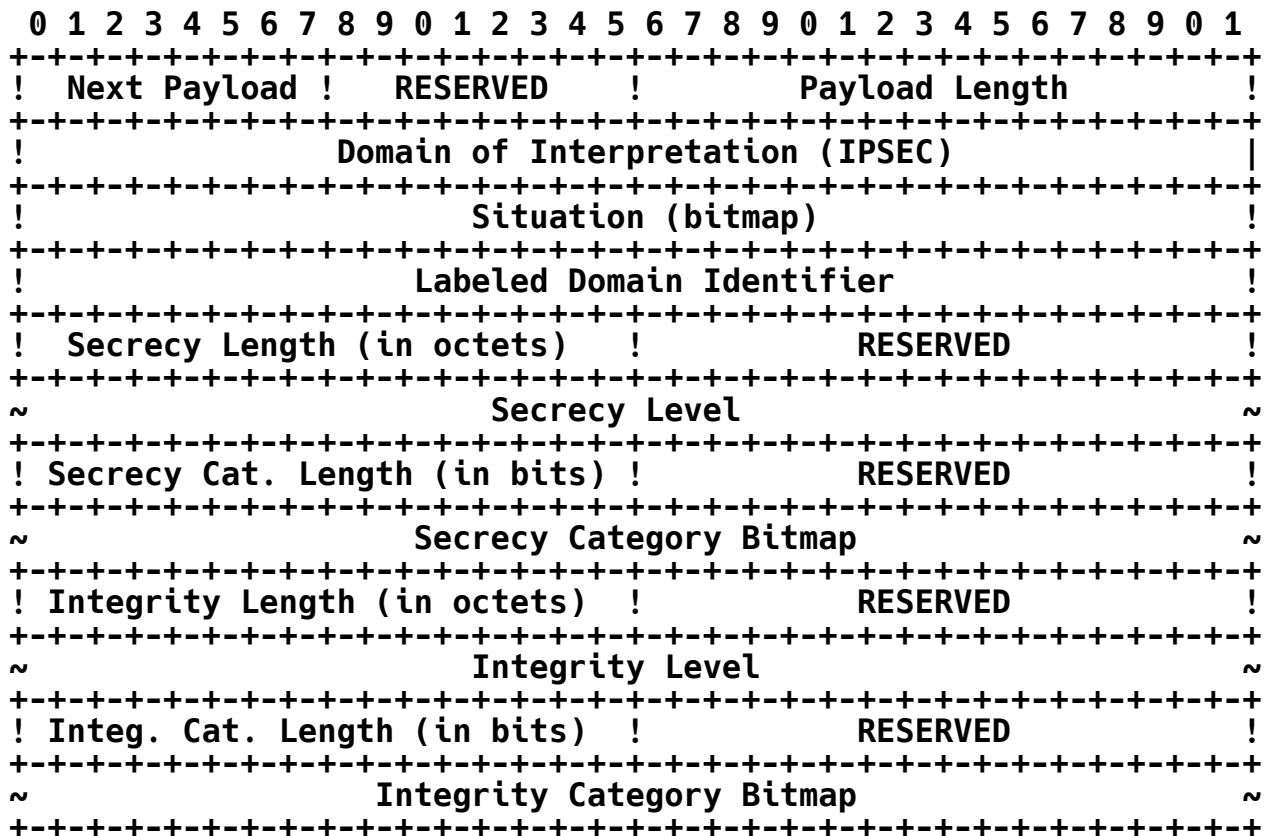 0 1 2 3 4 5 6 7 8 9 0 1 2 3 4 5 6 7 8 9 0 1 2 3 4 5 6 7 8 9 0 1
+-+-+-+-+-+-+-+-+-+-+-+-+-+-+-+-+-+-+-+-+-+-+-+-+-+-+-+-+-+-+-+-+
!  Next Payload !   RESERVED    !        Payload Length         !
+-+-+-+-+-+-+-+-+-+-+-+-+-+-+-+-+-+-+-+-+-+-+-+-+-+-+-+-+-+-+-+-+
!                Domain of Interpretation (IPSEC)               |
+-+-+-+-+-+-+-+-+-+-+-+-+-+-+-+-+-+-+-+-+-+-+-+-+-+-+-+-+-+-+-+-+
!                       Situation (bitmap)                      !
+-+-+-+-+-+-+-+-+-+-+-+-+-+-+-+-+-+-+-+-+-+-+-+-+-+-+-+-+-+-+-+-+
!                    Labeled Domain Identifier                  !
+-+-+-+-+-+-+-+-+-+-+-+-+-+-+-+-+-+-+-+-+-+-+-+-+-+-+-+-+-+-+-+-+
!  Secrecy Length (in octets)   !           RESERVED            !
+-+-+-+-+-+-+-+-+-+-+-+-+-+-+-+-+-+-+-+-+-+-+-+-+-+-+-+-+-+-+-+-+
~                        Secrecy Level                          ~
+-+-+-+-+-+-+-+-+-+-+-+-+-+-+-+-+-+-+-+-+-+-+-+-+-+-+-+-+-+-+-+-+
! Secrecy Cat. Length (in bits) !           RESERVED            !
+-+-+-+-+-+-+-+-+-+-+-+-+-+-+-+-+-+-+-+-+-+-+-+-+-+-+-+-+-+-+-+-+
~                    Secrecy Category Bitmap                    ~
+-+-+-+-+-+-+-+-+-+-+-+-+-+-+-+-+-+-+-+-+-+-+-+-+-+-+-+-+-+-+-+-+
! Integrity Length (in octets)  !           RESERVED            !
+-+-+-+-+-+-+-+-+-+-+-+-+-+-+-+-+-+-+-+-+-+-+-+-+-+-+-+-+-+-+-+-+
~                       Integrity Level                         ~
+-+-+-+-+-+-+-+-+-+-+-+-+-+-+-+-+-+-+-+-+-+-+-+-+-+-+-+-+-+-+-+-+
! Integ. Cat. Length (in bits)  !           RESERVED            !
+-+-+-+-+-+-+-+-+-+-+-+-+-+-+-+-+-+-+-+-+-+-+-+-+-+-+-+-+-+-+-+-+
~                  Integrity Category Bitmap                    ~
+-+-+-+-+-+-+-+-+-+-+-+-+-+-+-+-+-+-+-+-+-+-+-+-+-+-+-+-+-+-+-+-+